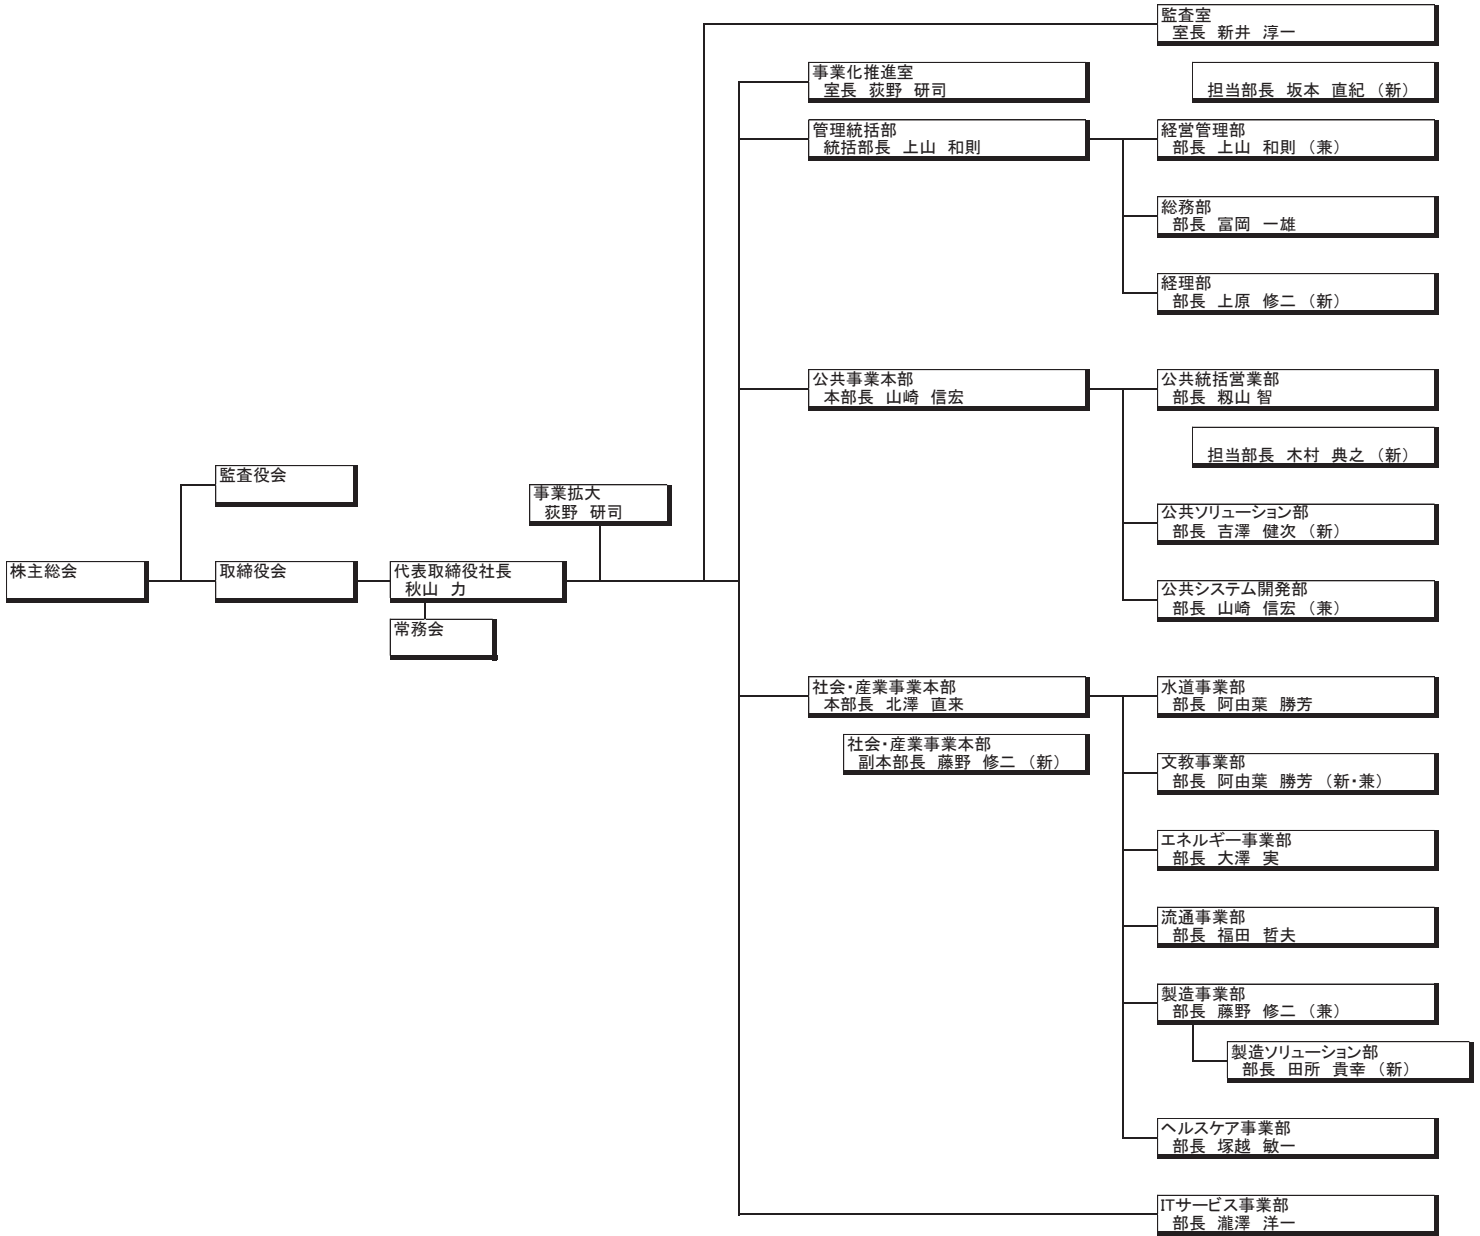 株主総会
監査役会
取締役会
代表取締役社長
秋山 力
常務会
事業拡大
荻野 研司
監査室
室長 新井 淳一
事業化推進室
室長 荻野 研司
担当部長 坂本 直紀 （新）
管理統括部
統括部長 上山 和則
経営管理部
部長 上山 和則 （兼）
総務部
部長 富岡 一雄
経理部
部長 上原 修二 （新）
公共事業本部
本部長 山崎 信宏
公共統括営業部
部長 籾山 智
担当部長 木村 典之 （新）
公共ソリューション部
部長 吉澤 健次 （新）
公共システム開発部
部長 山崎 信宏 （兼）
社会・産業事業本部
本部長 北澤 直来
社会・産業事業本部
副本部長 藤野 修二 （新）
水道事業部
部長 阿由葉 勝芳
文教事業部
部長 阿由葉 勝芳 （新・兼）
エネルギー事業部
部長 大澤 実
流通事業部
部長 福田 哲夫
製造事業部
部長 藤野 修二 （兼）
製造ソリューション部
部長 田所 貴幸 （新）
ヘルスケア事業部
部長 塚越 敏一
ITサービス事業部
部長 瀧澤 洋一